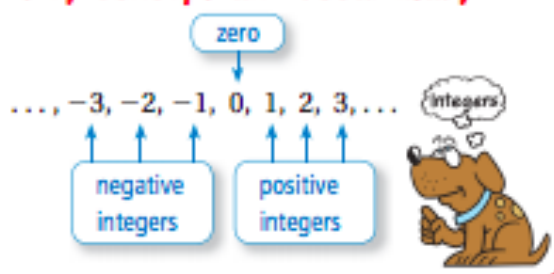 zero
..., −3, −2, −1, 0, 1, 2, 3, ...
integers
negative
integers
positive
integers